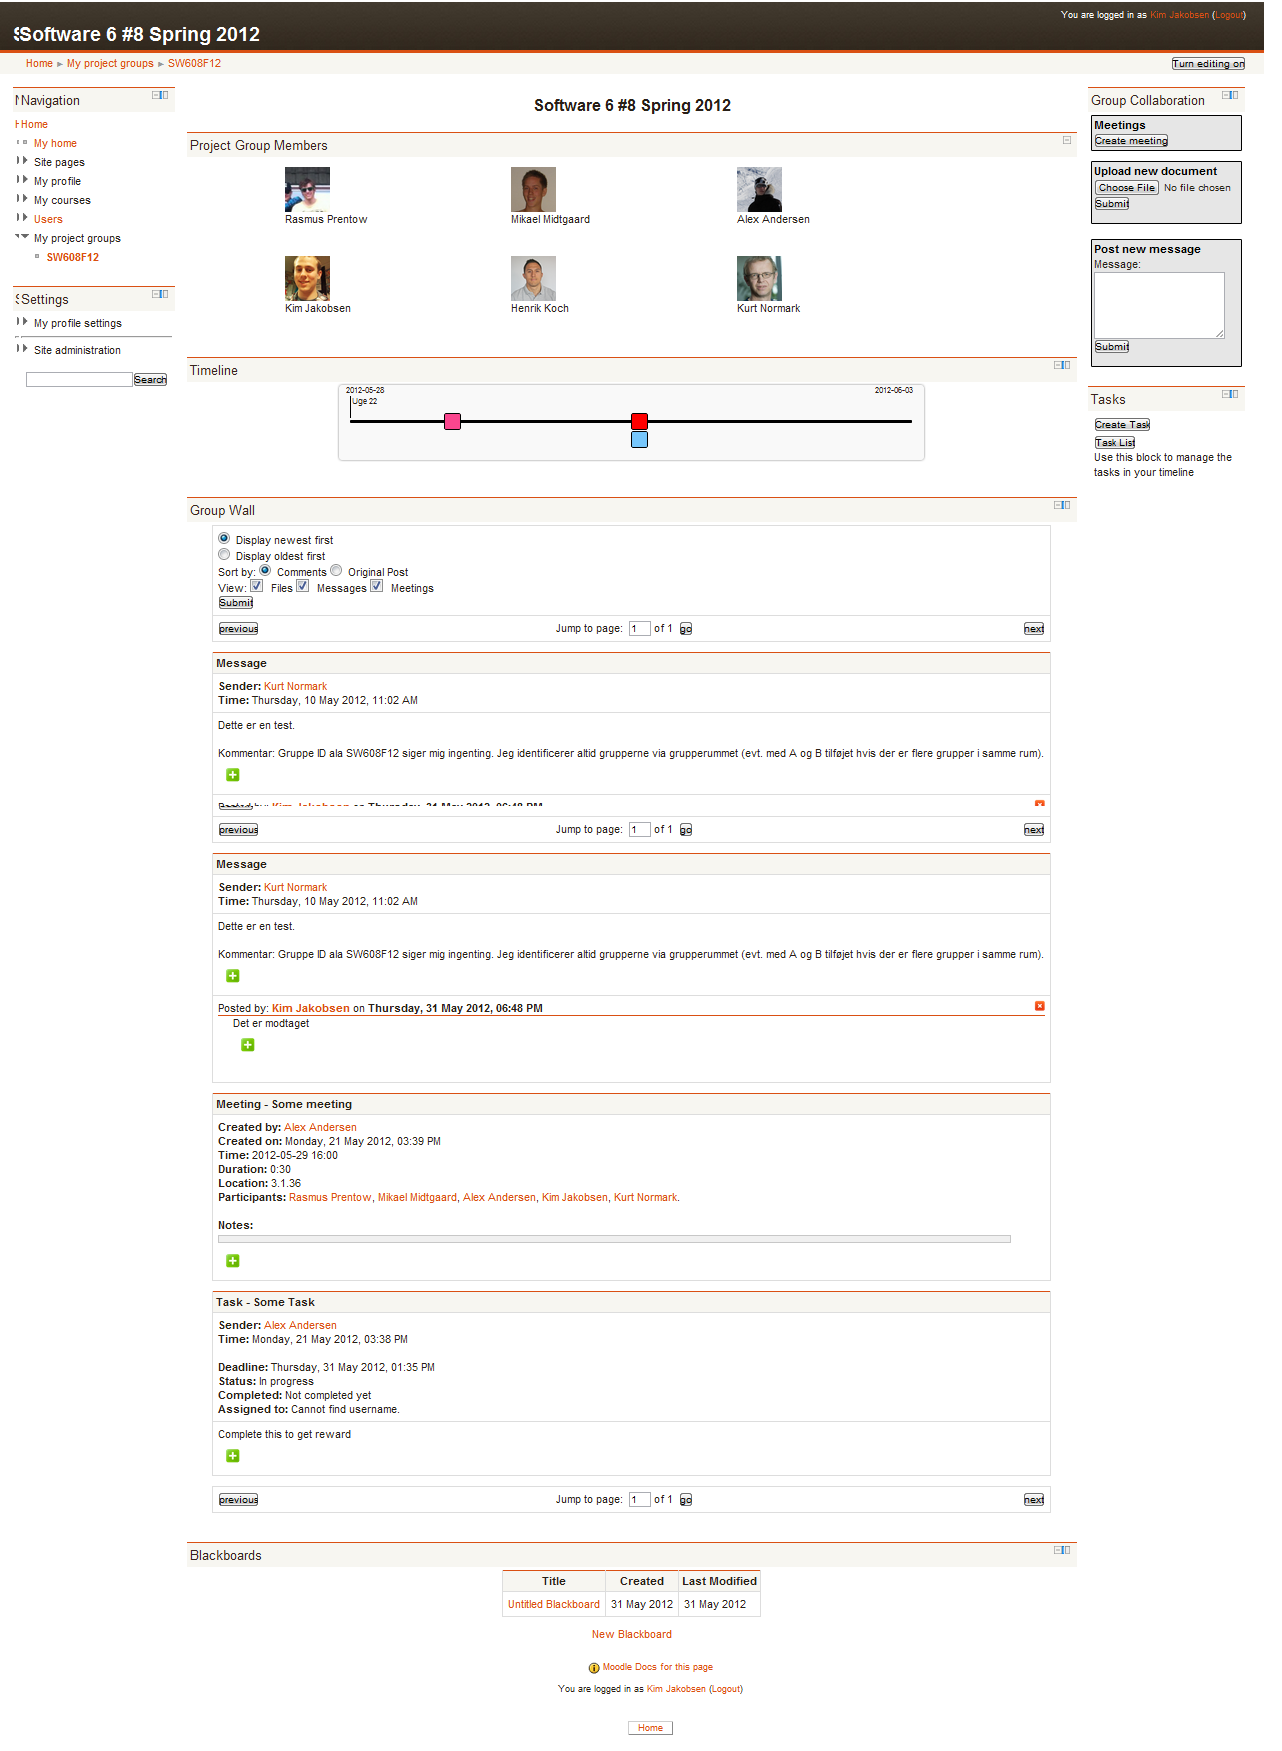 You are logged in as Kim Jakobsen (Logout)
Software 6 #8 Spring 2012
Home ► My project groups ► SW608F12
Turn editing on
Navigation
Home
My home
Site pages
My profile
My courses
Users
My project groups
SW608F12
Settings
My profile settings
Site administration
Search
Software 6 #8 Spring 2012
Project Group Members
Rasmus Prentow
Mikael Midtgaard
Alex Andersen
Kim Jakobsen
Henrik Koch
Kurt Normark
Timeline
2012-05-28
2012-06-03
Uge 22
Group Wall
Display newest first
Display oldest first
Sort by: Comments Original Post
View: Files Messages Meetings
Submit
previous Jump to page: 1 of 1 go next
Message
Sender: Kurt Normark
Time: Thursday, 10 May 2012, 11:02 AM
Dette er en test.
Kommentar: Gruppe ID ala SW608F12 siger mig ingenting. Jeg identificerer altid grupperne via grupperummet (evt. med A og B tilføjet hvis der er flere grupper i samme rum).
Kim Jakobsen on Thursday, 31 May 2012, 06:48 PM
previous Jump to page: 1 of 1 go next
Message
Sender: Kurt Normark
Time: Thursday, 10 May 2012, 11:02 AM
Dette er en test.
Kommentar: Gruppe ID ala SW608F12 siger mig ingenting. Jeg identificerer altid grupperne via grupperummet (evt. med A og B tilføjet hvis der er flere grupper i samme rum).
Posted by: Kim Jakobsen on Thursday, 31 May 2012, 06:48 PM
Det er modtaget
Meeting - Some meeting
Created by: Alex Andersen
Created on: Monday, 21 May 2012, 03:39 PM
Time: 2012-05-29 16:00
Duration: 0:30
Location: 3.1.36
Participants: Rasmus Prentow, Mikael Midtgaard, Alex Andersen, Kim Jakobsen, Kurt Normark.
Notes:
Task - Some Task
Sender: Alex Andersen
Time: Monday, 21 May 2012, 03:38 PM
Deadline: Thursday, 31 May 2012, 01:35 PM
Status: In progress
Completed: Not completed yet
Assigned to: Cannot find username.
Complete this to get reward
previous Jump to page: 1 of 1 go next
Blackboards
Title Created Last Modified
Untitled Blackboard 31 May 2012 31 May 2012
New Blackboard
Moodle Docs for this page
You are logged in as Kim Jakobsen (Logout)
Home
Group Collaboration
Meetings
Create meeting
Upload new document
Choose File No file chosen
Submit
Post new message
Message:
Submit
Tasks
Create Task
Task List
Use this block to manage the
tasks in your timeline